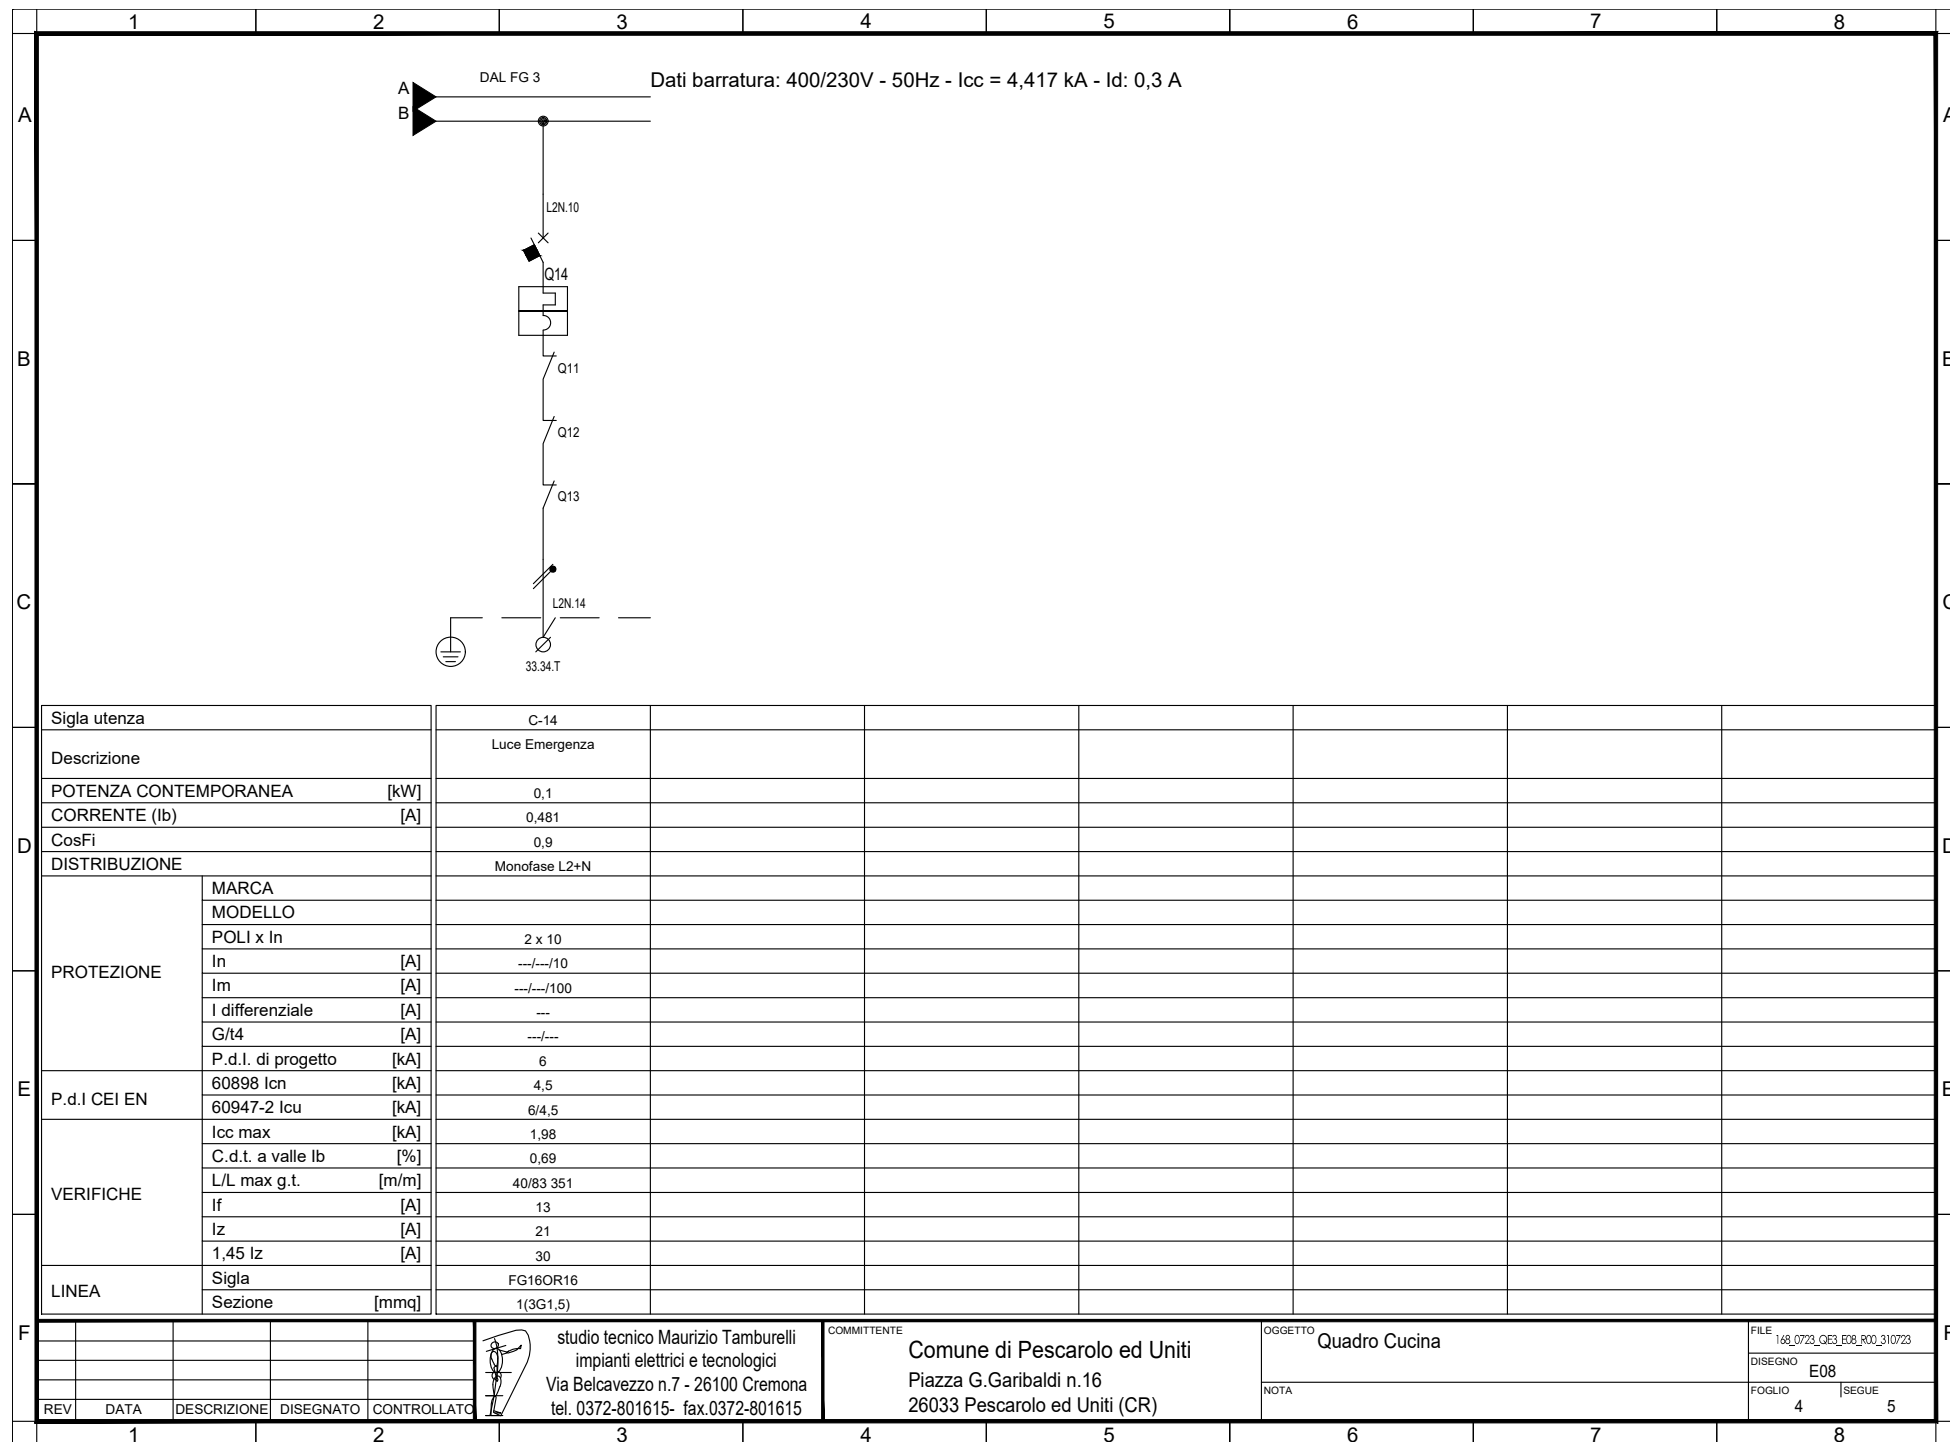 1 2 3 4 5 6 7 8
A
B
C
D
E
F
A
B
C
D
E
F
DAL FG 3
Dati barratura: 400/230V - 50Hz - Icc = 4,417 kA - Id: 0,3 A
A
B
L2N.10
Q14
Q11
Q12
Q13
L2N.14
33.34.T
Sigla utenza C-14
Descrizione Luce Emergenza
POTENZA CONTEMPORANEA [kW] 0,1
CORRENTE (Ib) [A] 0,481
CosFi 0,9
DISTRIBUZIONE Monofase L2+N
PROTEZIONE
MARCA
MODELLO
POLI x In 2 x 10
In [A] ---/---/10
Im [A] ---/---/100
I differenziale [A] ---
G/t4 [A] ---/---
P.d.I. di progetto [kA] 6
P.d.I CEI EN
60898 Icn [kA] 4,5
60947-2 Icu [kA] 6/4,5
VERIFICHE
Icc max [kA] 1,98
C.d.t. a valle Ib [%] 0,69
L/L max g.t. [m/m] 40/83 351
If [A] 13
Iz [A] 21
1,45 Iz [A] 30
LINEA
Sigla FG16OR16
Sezione [mmq] 1(3G1,5)
REV DATA DESCRIZIONE DISEGNATO CONTROLLATO
studio tecnico Maurizio Tamburelli
impianti elettrici e tecnologici
Via Belcavezzo n.7 - 26100 Cremona
tel. 0372-801615- fax.0372-801615
COMMITTENTE
Comune di Pescarolo ed Uniti
Piazza G.Garibaldi n.16
26033 Pescarolo ed Uniti (CR)
OGGETTO Quadro Cucina
NOTA
FILE 168_0723_QE3_E08_R00_310723
DISEGNO E08
FOGLIO 4
SEGUE 5
1 2 3 4 5 6 7 8